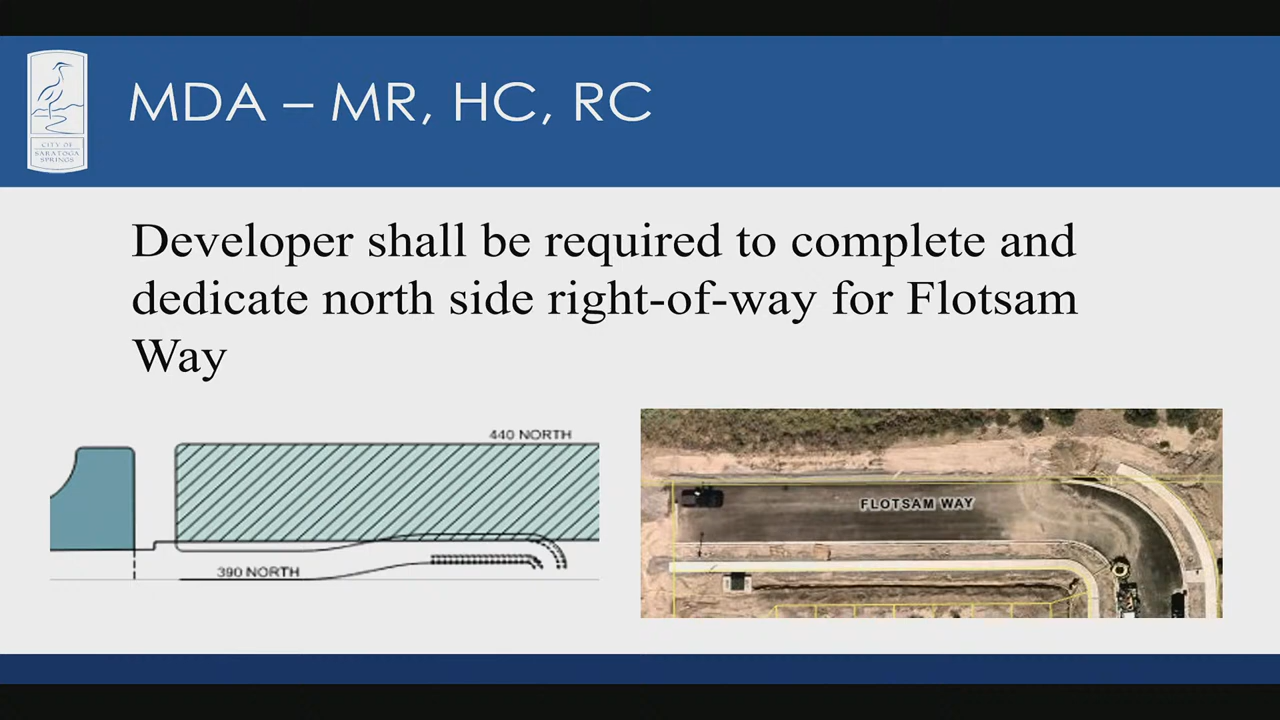 CITY OF
SARATOGA
SPRINGS
MDA – MR, HC, RC
Developer shall be required to complete and
dedicate north side right-of-way for Flotsam
Way
440 NORTH
390 NORTH
FLOTSAM WAY